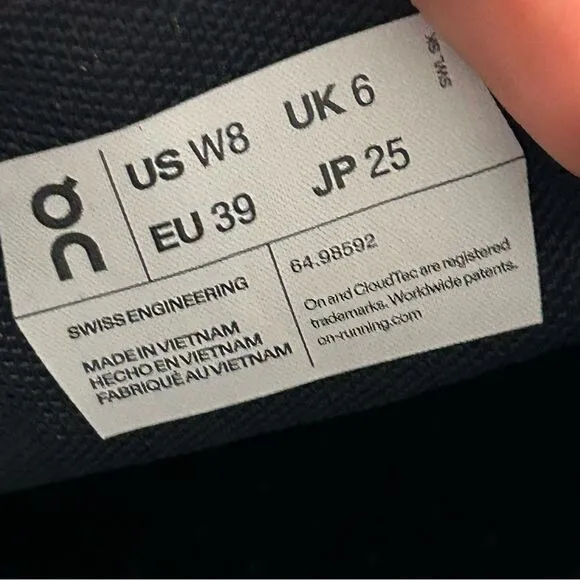 On
US W8 UK 6
EU 39 JP 25
SWISS ENGINEERING
MADE IN VIETNAM
HECHO EN VIETNAM
FABRIQUÉ AU VIETNAM
64.98592
On and CloudTec are registered
trademarks. Worldwide patents.
on-running.com